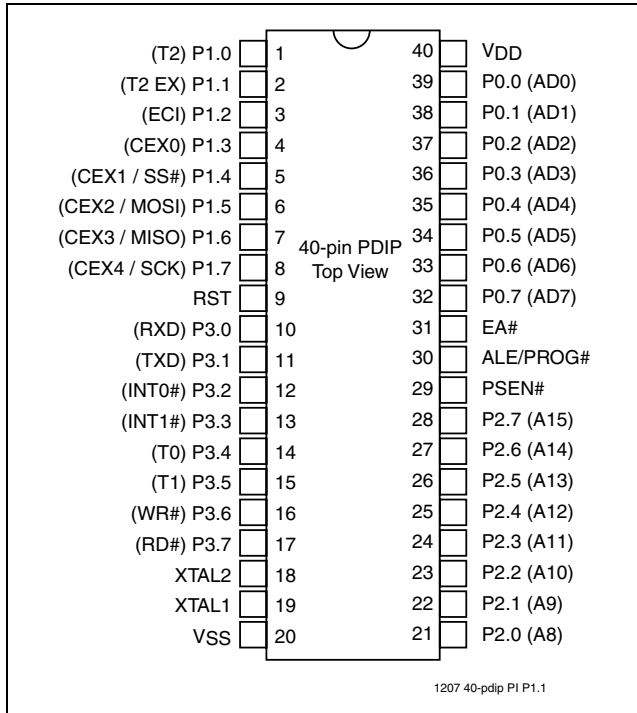 (T2) P1.0 1 40 VDD
(T2 EX) P1.1 2 39 P0.0 (AD0)
(ECI) P1.2 3 38 P0.1 (AD1)
(CEX0) P1.3 4 37 P0.2 (AD2)
(CEX1 / SS#) P1.4 5 36 P0.3 (AD3)
(CEX2 / MOSI) P1.5 6 35 P0.4 (AD4)
(CEX3 / MISO) P1.6 7 34 P0.5 (AD5)
40-pin PDIP
Top View
(CEX4 / SCK) P1.7 8 33 P0.6 (AD6)
RST 9 32 P0.7 (AD7)
(RXD) P3.0 10 31 EA#
(TXD) P3.1 11 30 ALE/PROG#
(INT0#) P3.2 12 29 PSEN#
(INT1#) P3.3 13 28 P2.7 (A15)
(T0) P3.4 14 27 P2.6 (A14)
(T1) P3.5 15 26 P2.5 (A13)
(WR#) P3.6 16 25 P2.4 (A12)
(RD#) P3.7 17 24 P2.3 (A11)
XTAL2 18 23 P2.2 (A10)
XTAL1 19 22 P2.1 (A9)
VSS 20 21 P2.0 (A8)
1207 40-pdip PI P1.1